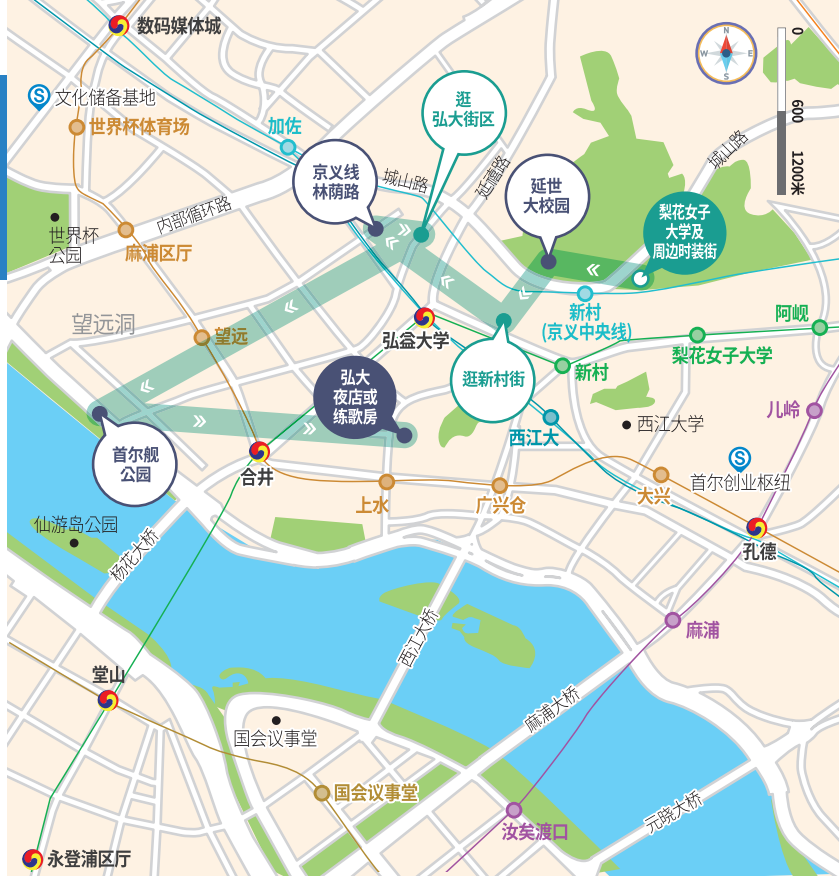 数码媒体城
N
W
E
S
0
600
1200米
S
文化储备基地
世界杯体育场
加佐
逛
弘大街区
京义线
林荫路
城山路
延禧路
城山路
延世
大校园
梨花女子
大学及
周边时装街
世界杯
公园
麻浦区厅
内部循环路
望远洞
望远
弘益大学
新村
(京义中央线)
阿岘
梨花女子大学
新村
逛新村街
儿岭
弘大
夜店或
练歌房
西江大
西江大学
首尔舰
公园
合井
上水
广兴仓
大兴
S
首尔创业枢纽
孔德
仙游岛公园
杨花大桥
西江大桥
麻浦
堂山
国会议事堂
麻浦大桥
国会议事堂
元晓大桥
汝矣渡口
永登浦区厅